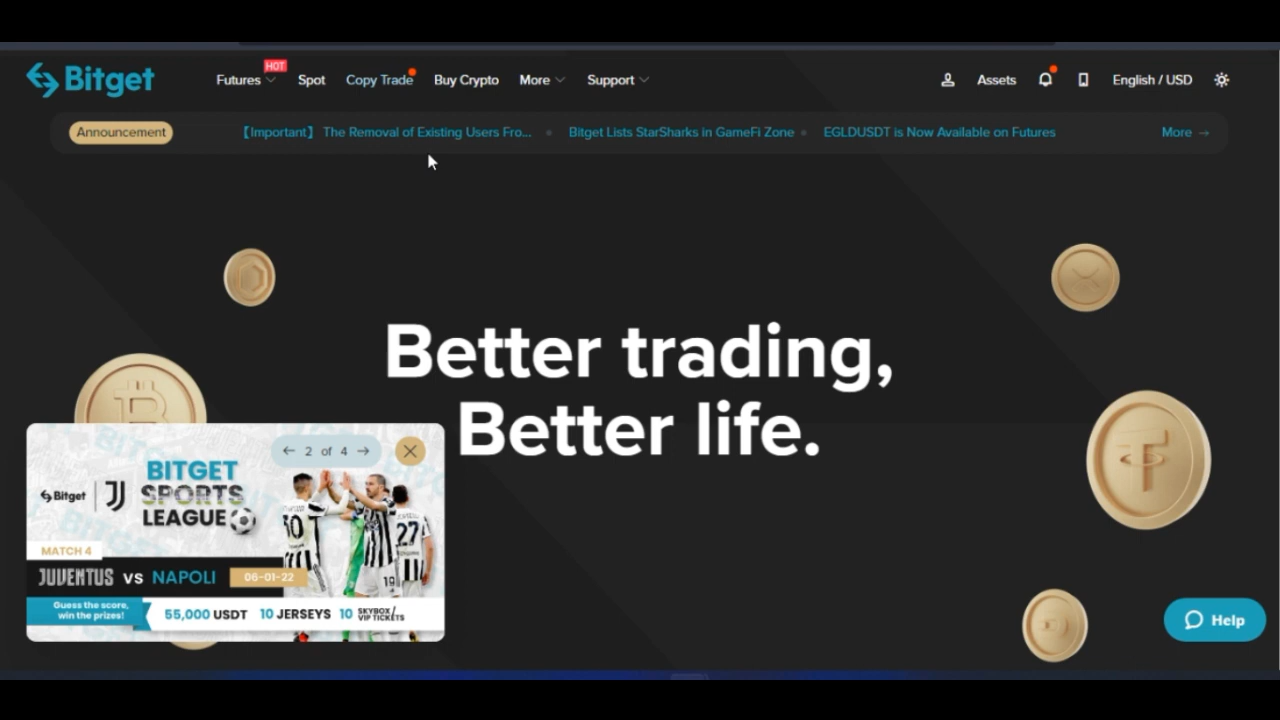 Bitget
Futures
HOT
Spot
Copy Trade
Buy Crypto
More
Support
Assets
English / USD
Announcement
【Important】 The Removal of Existing Users Fro...
Bitget Lists StarSharks in GameFi Zone
EGLDUSDT is Now Available on Futures
More →
Better trading,
Better life.
← 2 of 4 →
Bitget
BITGET
SPORTS
LEAGUE
MATCH 4
JUVENTUS VS NAPOLI
06-01-22
Guess the score,
win the prizes!
55,000 USDT
10 JERSEYS
10 SKYBOX/
VIP TICKETS
27
19
Help